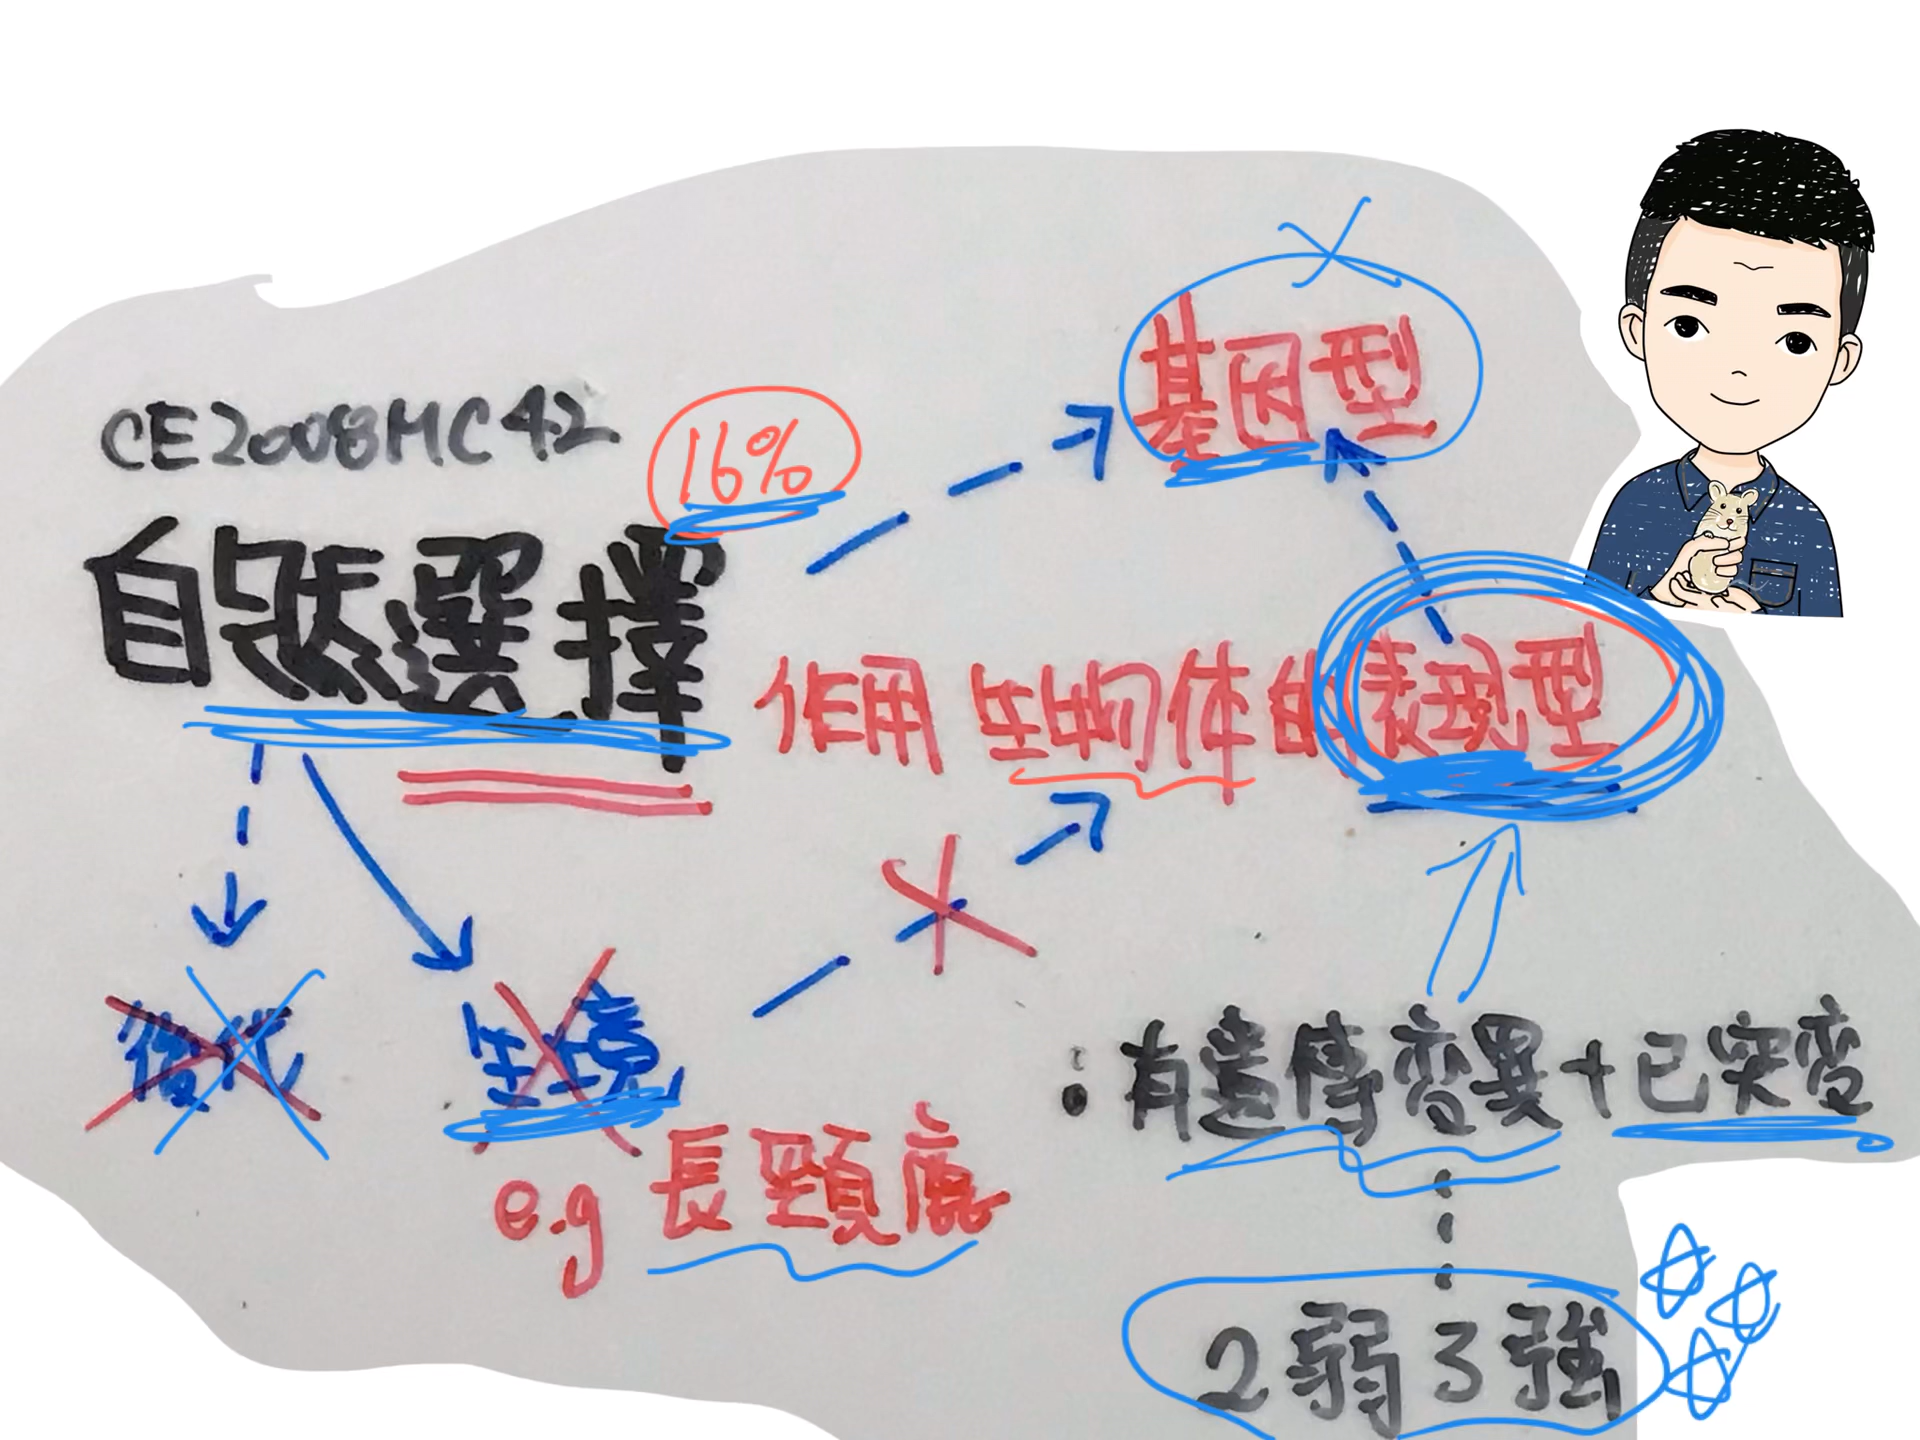 CE2008MC42
16%
自然選擇
基因型
作用 生物体的表現型
後代
生境
e.g 長頸鹿
: 有遺傳變異+已突变
2弱3強